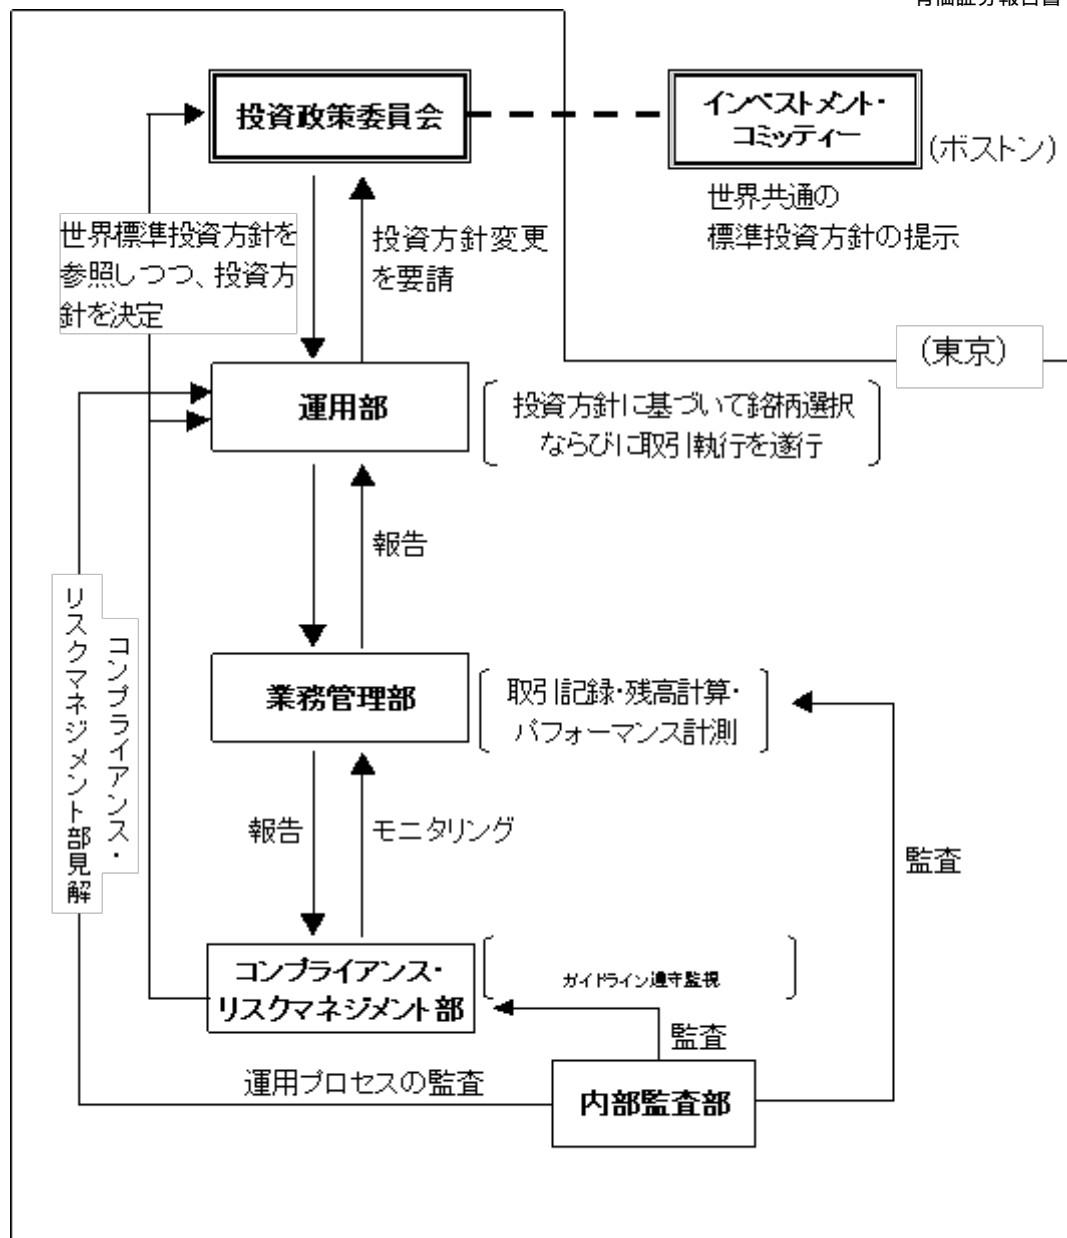 投資政策委員会
インベストメント・
コミッティー
(ボストン)
世界共通の
標準投資方針の提示
世界標準投資方針を
参照しつつ、投資方
針を決定
投資方針変更
を要請
(東京)
運用部
投資方針に基づいて銘柄選択
ならびに取引執行を遂行
報告
コンプライアンス・
リスクマネジメント部見解
業務管理部
取引記録・残高計算・
パフォーマンス計測
報告
モニタリング
監査
コンプライアンス・
リスクマネジメント部
ガイドライン遵守監視
監査
運用プロセスの監査
内部監査部